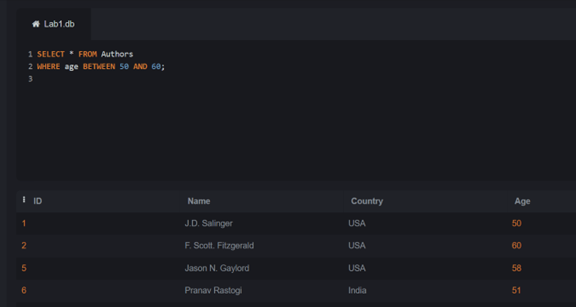 Lab1.db
1 SELECT * FROM Authors
2 WHERE age BETWEEN 50 AND 60;
3
ID Name Country Age
1 J.D. Salinger USA 50
2 F. Scott. Fitzgerald USA 60
5 Jason N. Gaylord USA 58
6 Pranav Rastogi India 51